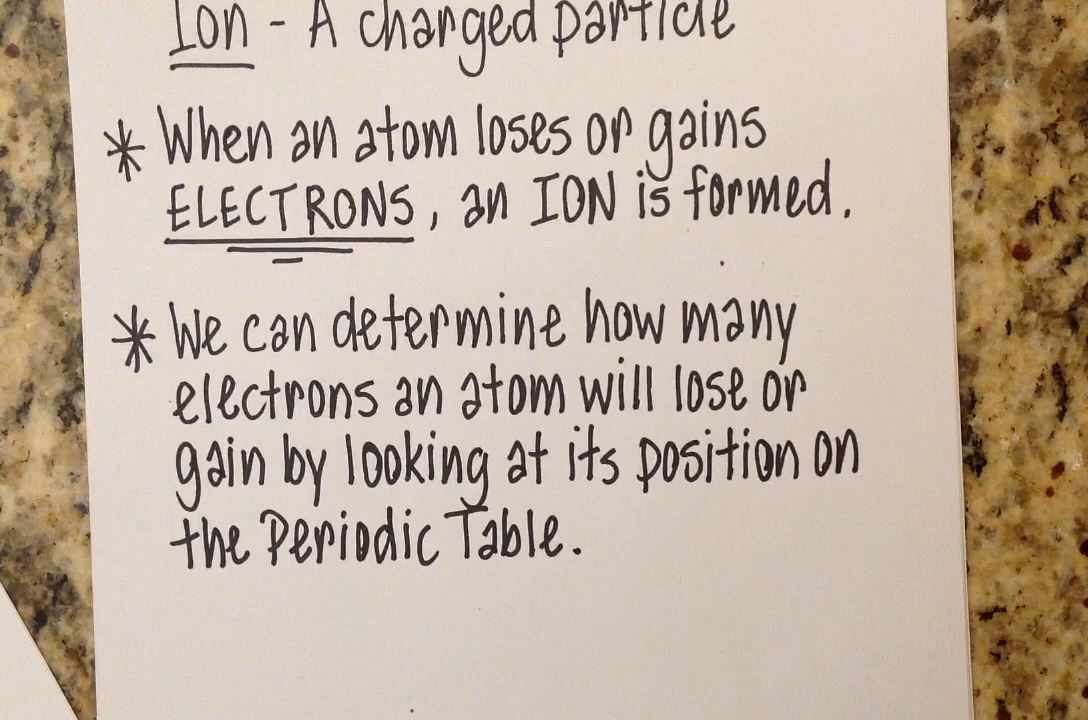 Ion - A charged particle
* When an atom loses or gains
ELECTRONS, an ION is formed.
* We can determine how many
electrons an atom will lose or
gain by looking at its position on
the Periodic Table.